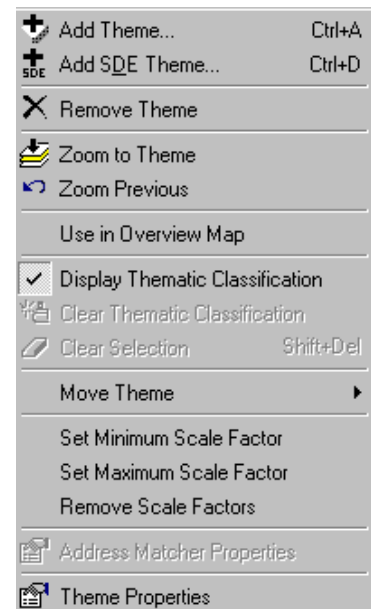 Add Theme... Ctrl+A
SDE Add SDE Theme... Ctrl+D
Remove Theme
Zoom to Theme
Zoom Previous
Use in Overview Map
Display Thematic Classification
Clear Thematic Classification
Clear Selection Shift+Del
Move Theme
Set Minimum Scale Factor
Set Maximum Scale Factor
Remove Scale Factors
Address Matcher Properties
Theme Properties